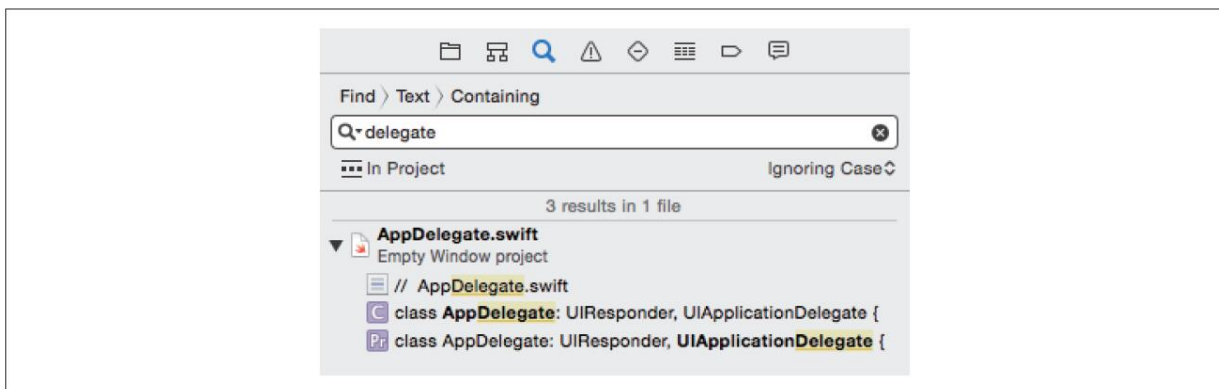 Find 〉 Text 〉 Containing
delegate
In Project Ignoring Case
3 results in 1 file
AppDelegate.swift
Empty Window project
// AppDelegate.swift
C class AppDelegate: UIResponder, UIApplicationDelegate {
Pr class AppDelegate: UIResponder, UIApplicationDelegate {